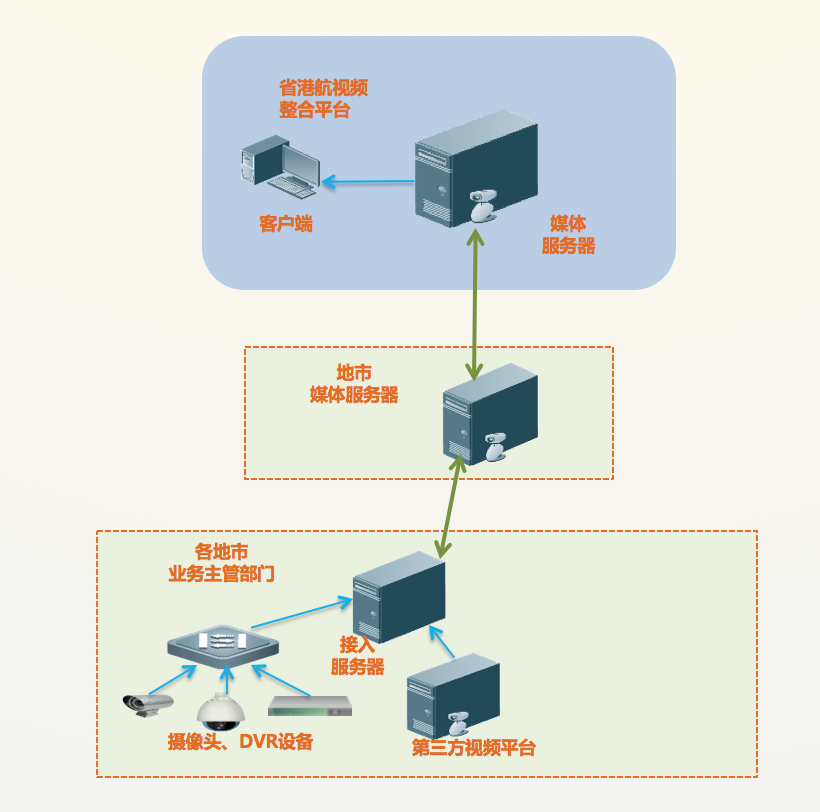 省港航视频
整合平台
客户端
媒体
服务器
地市
媒体服务器
各地市
业务主管部门
接入
服务器
摄像头、DVR设备
第三方视频平台